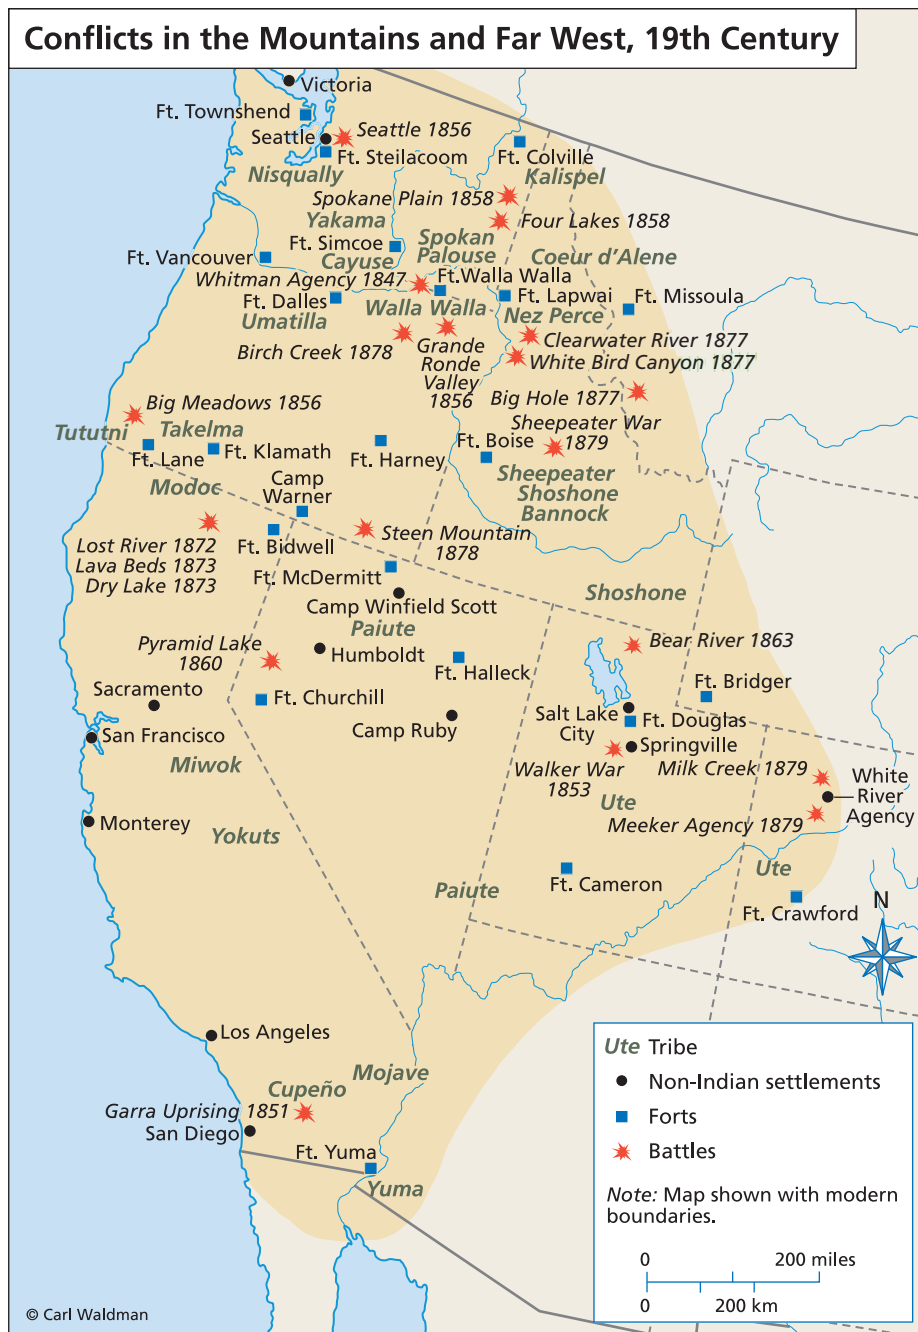 Conflicts in the Mountains and Far West, 19th Century
Victoria
Ft. Townshend
Seattle
Seattle 1856
Ft. Steilacoom
Nisqually
Ft. Colville
Kalispel
Spokane Plain 1858
Four Lakes 1858
Yakama
Ft. Simcoe
Cayuse
Spokan
Palouse
Coeur d'Alene
Ft. Vancouver
Whitman Agency 1847
Ft.Walla Walla
Ft. Dalles
Umatilla
Walla Walla
Ft. Lapwai
Nez Perce
Ft. Missoula
Birch Creek 1878
Grande
Ronde
Valley
1856
Clearwater River 1877
White Bird Canyon 1877
Big Hole 1877
Big Meadows 1856
Sheepeater War
1879
Tututni
Takelma
Ft. Lane
Ft. Klamath
Ft. Harney
Ft. Boise
Sheepeater
Shoshone
Bannock
Modoc
Camp
Warner
Lost River 1872
Lava Beds 1873
Dry Lake 1873
Ft. Bidwell
Steen Mountain
1878
Ft. McDermitt
Camp Winfield Scott
Shoshone
Paiute
Pyramid Lake
1860
Humboldt
Ft. Halleck
Bear River 1863
Ft. Bridger
Sacramento
Ft. Churchill
Camp Ruby
Salt Lake
City
Ft. Douglas
San Francisco
Springville
Miwok
Walker War
1853
Milk Creek 1879
White
River
Agency
Ute
Meeker Agency 1879
Monterey
Yokuts
Paiute
Ft. Cameron
Ute
Ft. Crawford
N
Los Angeles
Mojave
Cupeño
Garra Uprising 1851
San Diego
Ft. Yuma
Yuma
Ute Tribe
Non-Indian settlements
Forts
Battles
Note: Map shown with modern
boundaries.
0 200 miles
0 200 km
© Carl Waldman